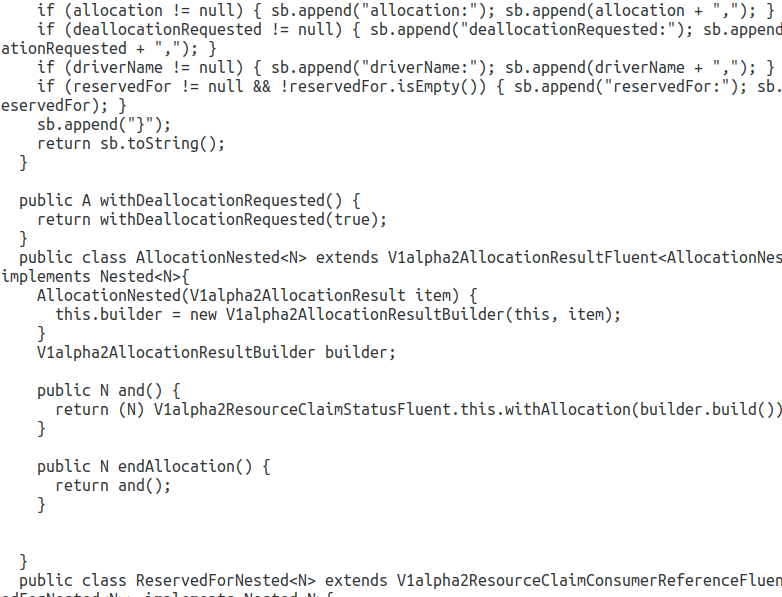 if (allocation != null) { sb.append("allocation:"); sb.append(allocation + ","); }
    if (deallocationRequested != null) { sb.append("deallocationRequested:"); sb.append
ationRequested + ","); }
    if (driverName != null) { sb.append("driverName:"); sb.append(driverName + ","); }
    if (reservedFor != null && !reservedFor.isEmpty()) { sb.append("reservedFor:"); sb.
eservedFor); }
    sb.append("}");
    return sb.toString();
  }

  public A withDeallocationRequested() {
    return withDeallocationRequested(true);
  }
  public class AllocationNested<N> extends V1alpha2AllocationResultFluent<AllocationNes
implements Nested<N>{
    AllocationNested(V1alpha2AllocationResult item) {
      this.builder = new V1alpha2AllocationResultBuilder(this, item);
    }
    V1alpha2AllocationResultBuilder builder;

    public N and() {
      return (N) V1alpha2ResourceClaimStatusFluent.this.withAllocation(builder.build())
    }

    public N endAllocation() {
      return and();
    }


  }
  public class ReservedForNested<N> extends V1alpha2ResourceClaimConsumerReferenceFluen
edForNested<N>> implements Nested<N>{